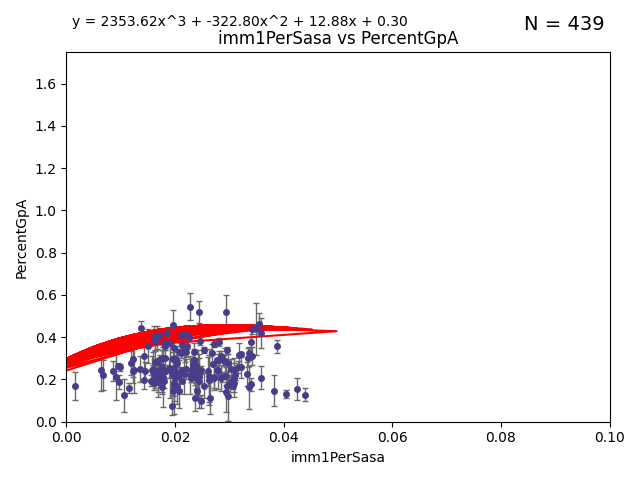 y = 2353.62x^3 + -322.80x^2 + 12.88x + 0.30
N = 439
imm1PerSasa vs PercentGpA
PercentGpA
1.6
1.4
1.2
1.0
0.8
0.6
0.4
0.2
0.0
0.00 0.02 0.04 0.06 0.08 0.10
imm1PerSasa